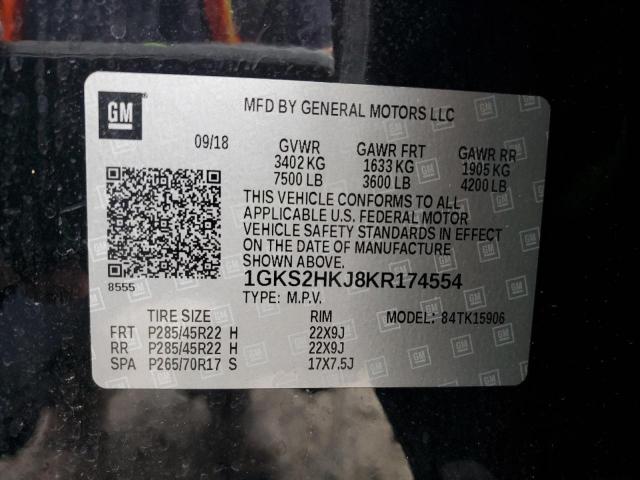 GM
MFD BY GENERAL MOTORS LLC
09/18 GVWR GAWR FRT GAWR RR
3402 KG 1633 KG 1905 KG
7500 LB 3600 LB 4200 LB
THIS VEHICLE CONFORMS TO ALL
APPLICABLE U.S. FEDERAL MOTOR
VEHICLE SAFETY STANDARDS IN EFFECT
ON THE DATE OF MANUFACTURE
SHOWN ABOVE.
8555 1GKS2HKJ8KR174554
TYPE: M.P.V.
TIRE SIZE RIM MODEL: 84TK15906
FRT P285/45R22 H 22X9J
RR P285/45R22 H 22X9J
SPA P265/70R17 S 17X7.5J